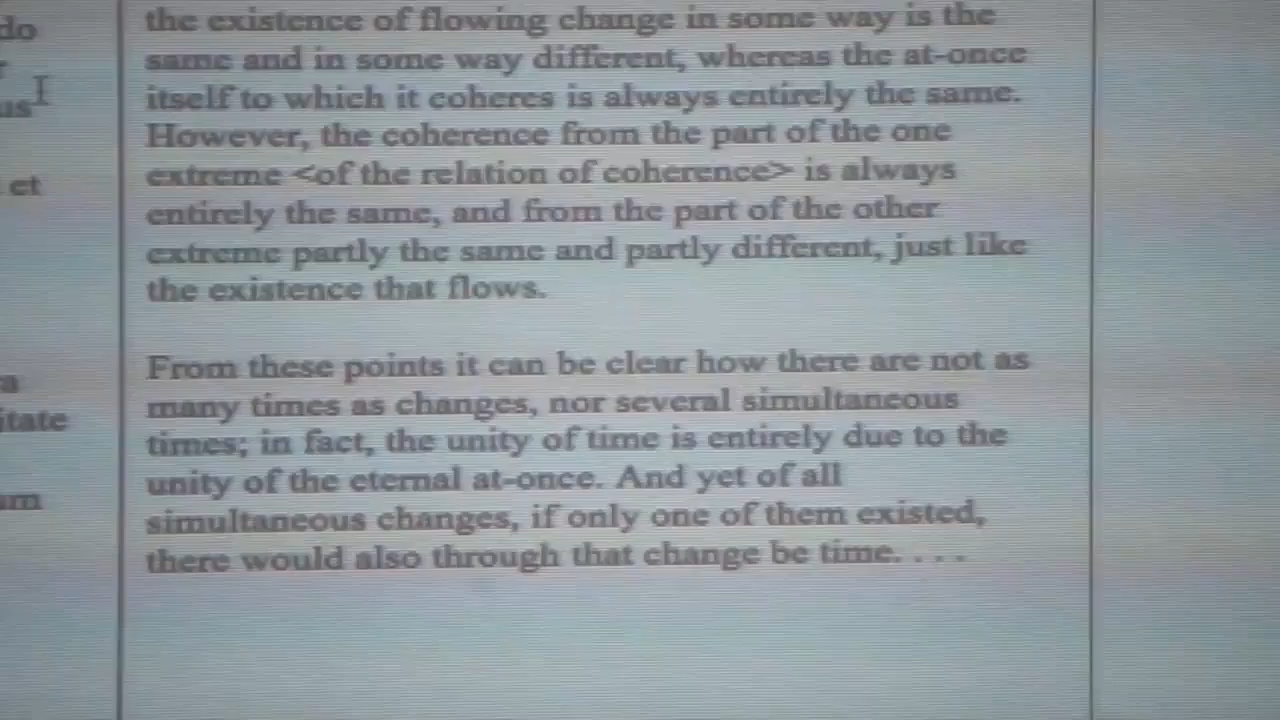 do
us
et
a
itate
um
the existence of flowing change in some way is the
same and in some way different, whereas the at-once
itself to which it coheres is always entirely the same.
However, the coherence from the part of the one
extreme <of the relation of coherence> is always
entirely the same, and from the part of the other
extreme partly the same and partly different, just like
the existence that flows.
From these points it can be clear how there are not as
many times as changes, nor several simultaneous
times; in fact, the unity of time is entirely due to the
unity of the eternal at-once. And yet of all
simultaneous changes, if only one of them existed,
there would also through that change be time. . . .